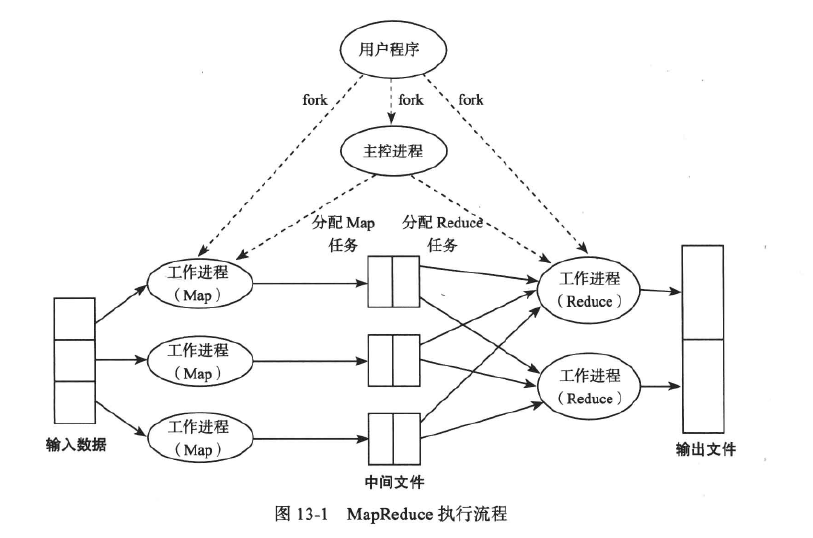 用户程序
fork
fork
fork
主控进程
分配 Map
任务
分配 Reduce
任务
工作进程
（Map）
工作进程
（Reduce）
工作进程
（Map）
工作进程
（Reduce）
工作进程
（Map）
输入数据
中间文件
输出文件
图 13-1 MapReduce 执行流程